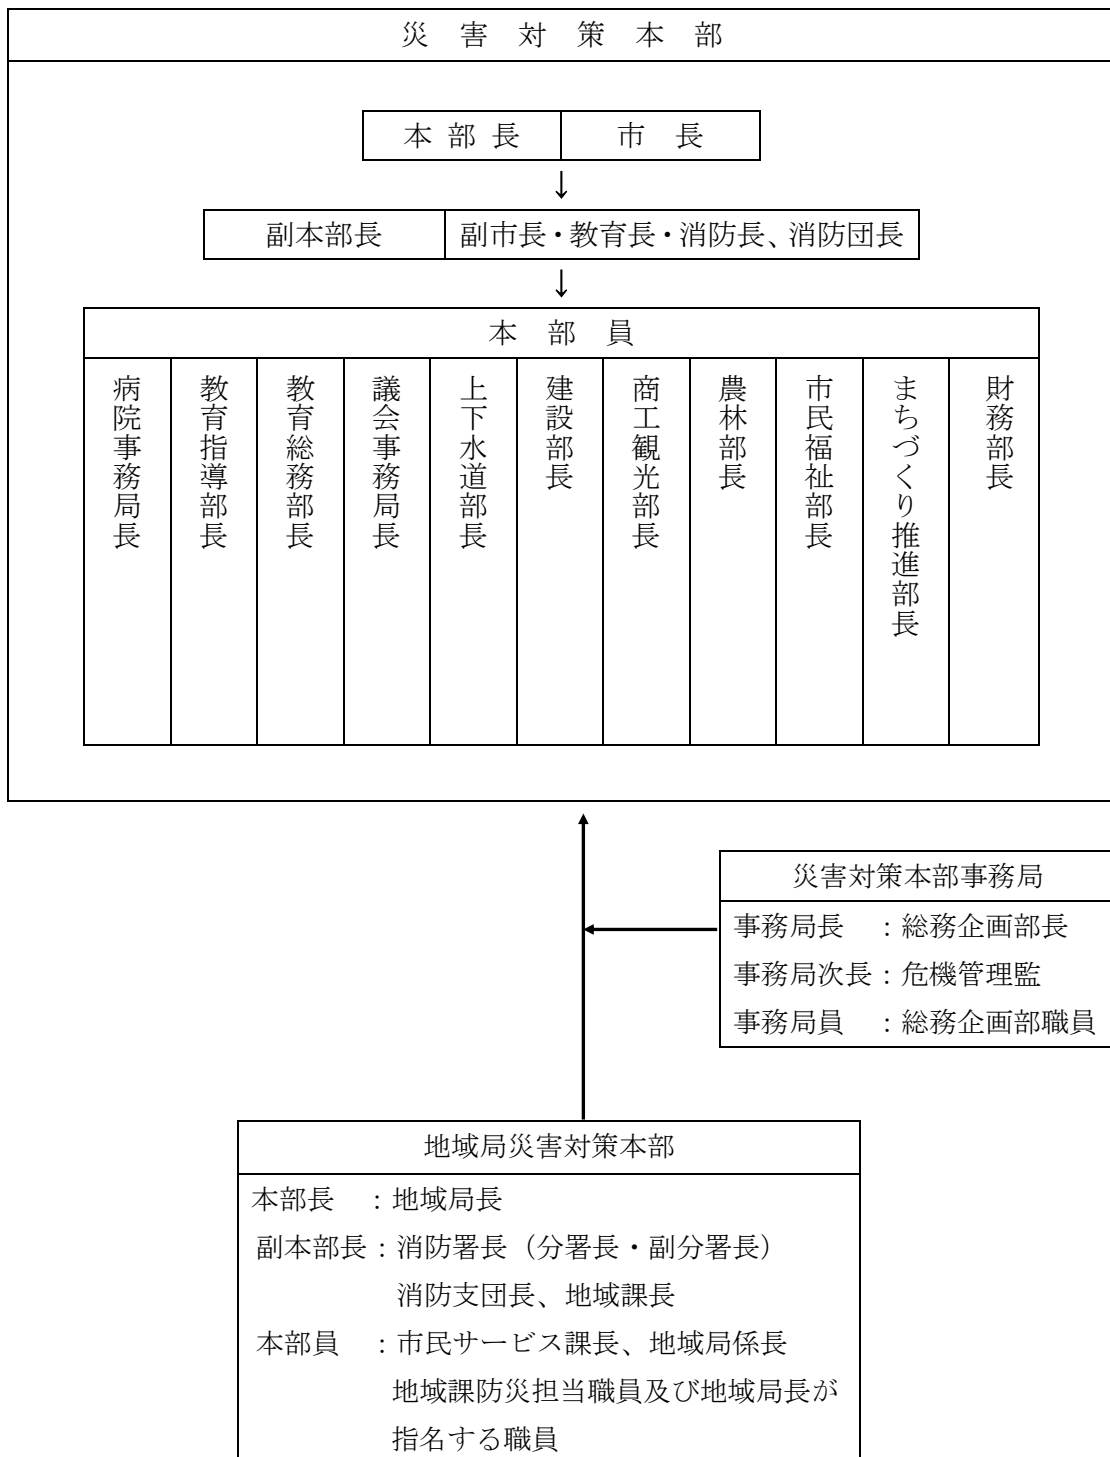 災害対策本部
本部長 市長
↓
副本部長 副市長・教育長・消防長、消防団長
↓
本部員
財務部長
まちづくり推進部長
市民福祉部長
農林部長
商工観光部長
建設部長
上下水道部長
議会事務局長
教育総務部長
教育指導部長
病院事務局長
災害対策本部事務局
事務局長 ：総務企画部長
事務局次長：危機管理監
事務局員 ：総務企画部職員
地域局災害対策本部
本部長 ：地域局長
副本部長：消防署長（分署長・副分署長）
消防支団長、地域課長
本部員 ：市民サービス課長、地域局係長
地域課防災担当職員及び地域局長が
指名する職員